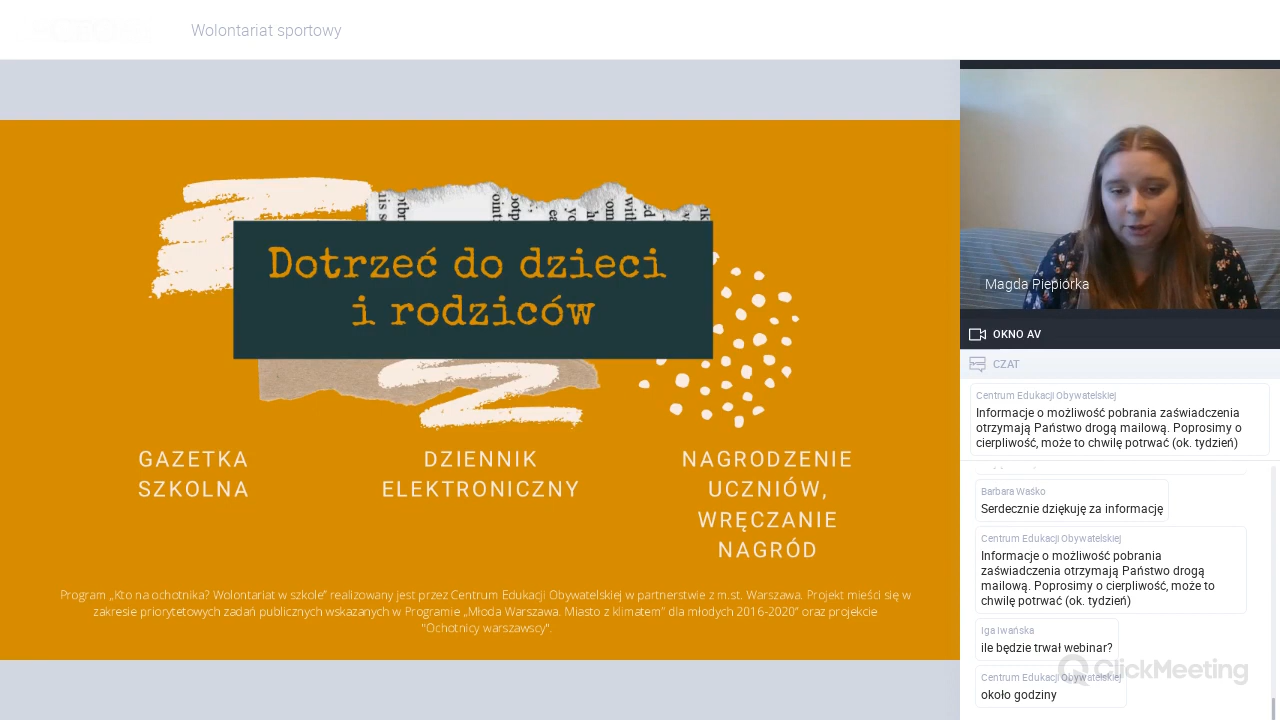 Wolontariat sportowy
Dotrzeć do dzieci
i rodziców
GAZETKA
SZKOLNA
DZIENNIK
ELEKTRONICZNY
NAGRODZENIE
UCZNIÓW,
WRĘCZANIE
NAGRÓD
Program „Kto na ochotnika? Wolontariat w szkole” realizowany jest przez Centrum Edukacji Obywatelskiej w partnerstwie z m.st. Warszawa. Projekt mieści się w
zakresie priorytetowych zadań publicznych wskazanych w Programie „Młoda Warszawa. Miasto z klimatem” dla młodych 2016-2020” oraz projekcie
"Ochotnicy warszawscy".
Magda Piepiórka
OKNO AV
CZAT
Centrum Edukacji Obywatelskiej
Informacje o możliwość pobrania zaświadczenia
otrzymają Państwo drogą mailową. Poprosimy o
cierpliwość, może to chwilę potrwać (ok. tydzień)
Barbara Waśko
Serdecznie dziękuję za informację
Centrum Edukacji Obywatelskiej
Informacje o możliwość pobrania
zaświadczenia otrzymają Państwo drogą
mailową. Poprosimy o cierpliwość, może to
chwilę potrwać (ok. tydzień)
Iga Iwańska
ile będzie trwał webinar?
Centrum Edukacji Obywatelskiej
około godziny
ClickMeeting